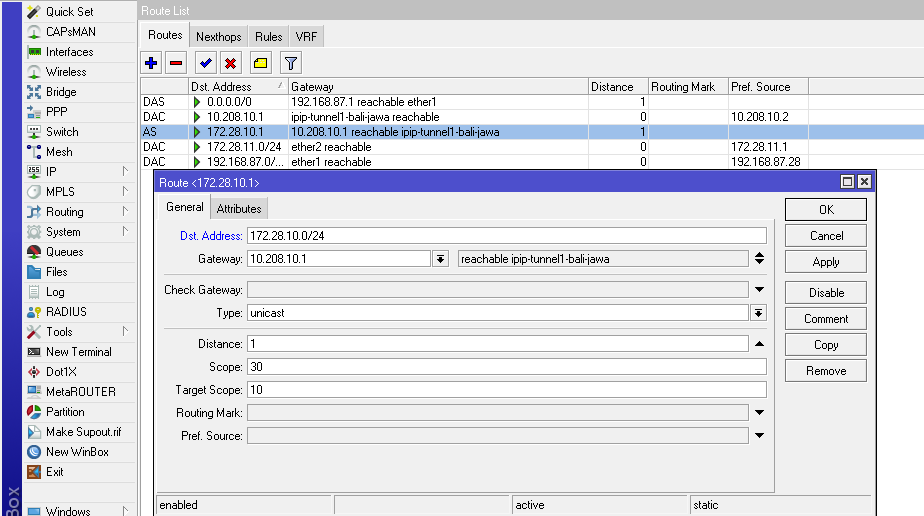 Quick Set
CAPsMAN
Interfaces
Wireless
Bridge
PPP
Switch
Mesh
IP
MPLS
Routing
System
Queues
Files
Log
RADIUS
Tools
New Terminal
Dot1X
MetaROUTER
Partition
Make Supout.rif
New WinBox
Exit
Windows
Box
Route List
Routes Nexthops Rules VRF
Dst. Address Gateway Distance Routing Mark Pref. Source
DAS 0.0.0.0/0 192.168.87.1 reachable ether1 1
DAC 10.208.10.1 ipip-tunnel1-bali-jawa reachable 0 10.208.10.2
AS 172.28.10.1 10.208.10.1 reachable ipip-tunnel1-bali-jawa 1
DAC 172.28.11.0/24 ether2 reachable 0 172.28.11.1
DAC 192.168.87.0/... ether1 reachable 0 192.168.87.28
Route <172.28.10.1>
General Attributes
Dst. Address: 172.28.10.0/24
Gateway: 10.208.10.1 reachable ipip-tunnel1-bali-jawa
Check Gateway:
Type: unicast
Distance: 1
Scope: 30
Target Scope: 10
Routing Mark:
Pref. Source:
OK
Cancel
Apply
Disable
Comment
Copy
Remove
enabled active static